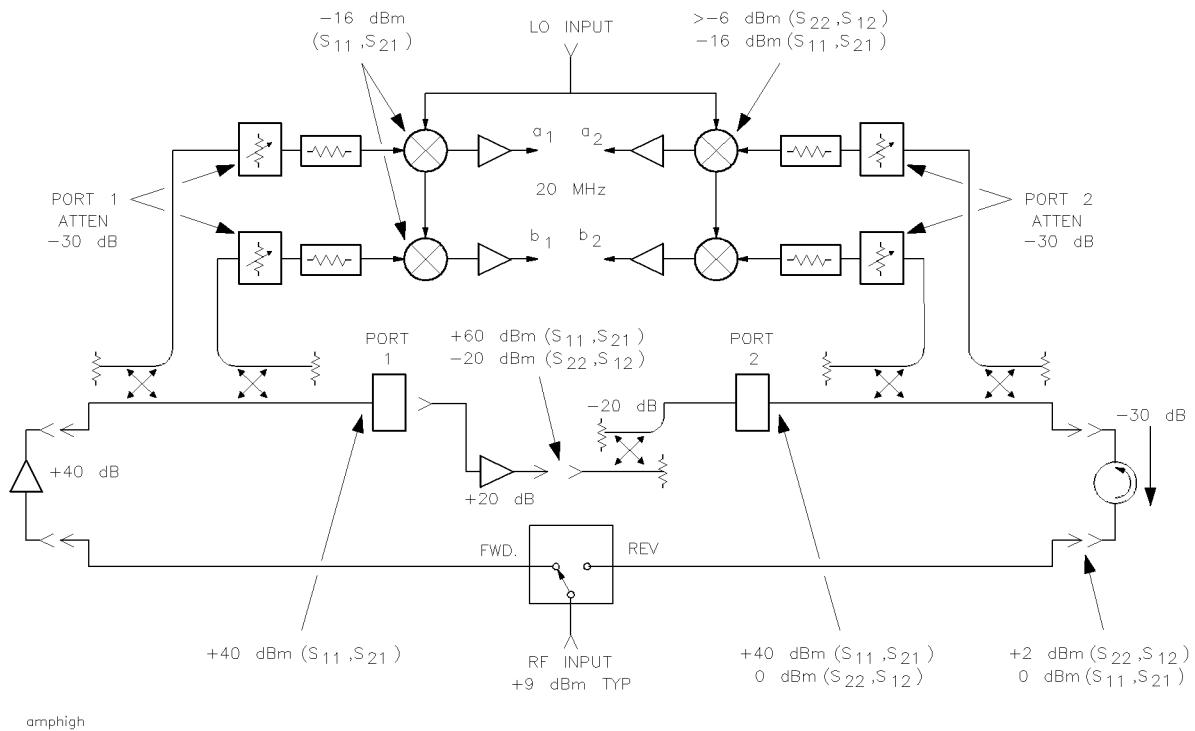 −16 dBm
(S11,S21)
LO INPUT
>−6 dBm (S22,S12)
−16 dBm (S11,S21)
a1
a2
20 MHz
b1
b2
PORT 1
ATTEN
−30 dB
PORT 2
ATTEN
−30 dB
PORT
1
+60 dBm (S11,S21)
−20 dBm (S22,S12)
PORT
2
−20 dB
−30 dB
+40 dB
+20 dB
FWD.
REV
+40 dBm (S11,S21)
RF INPUT
+9 dBm TYP
+40 dBm (S11,S21)
0 dBm (S22,S12)
+2 dBm (S22,S12)
0 dBm (S11,S21)
amphigh